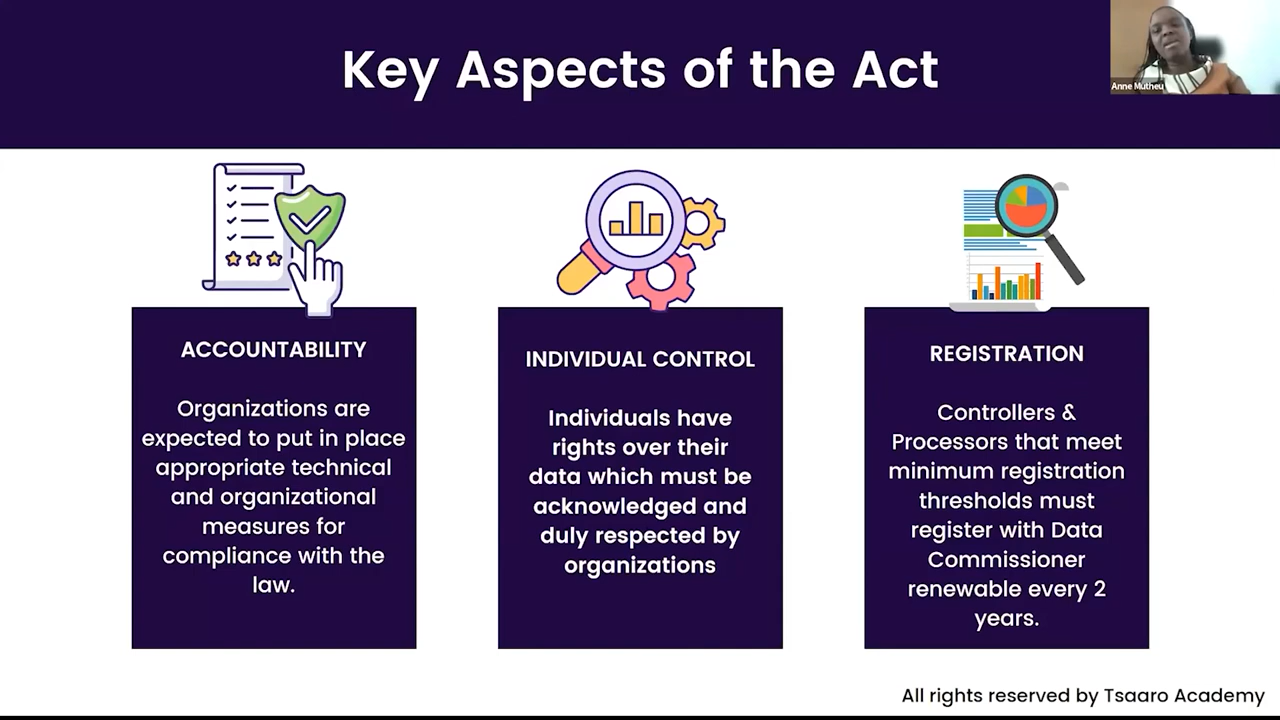 Key Aspects of the Act
Anne Mutheu
ACCOUNTABILITY
Organizations are
expected to put in place
appropriate technical
and organizational
measures for
compliance with the
law.
INDIVIDUAL CONTROL
Individuals have
rights over their
data which must be
acknowledged and
duly respected by
organizations
REGISTRATION
Controllers &
Processors that meet
minimum registration
thresholds must
register with Data
Commissioner
renewable every 2
years.
All rights reserved by Tsaaro Academy